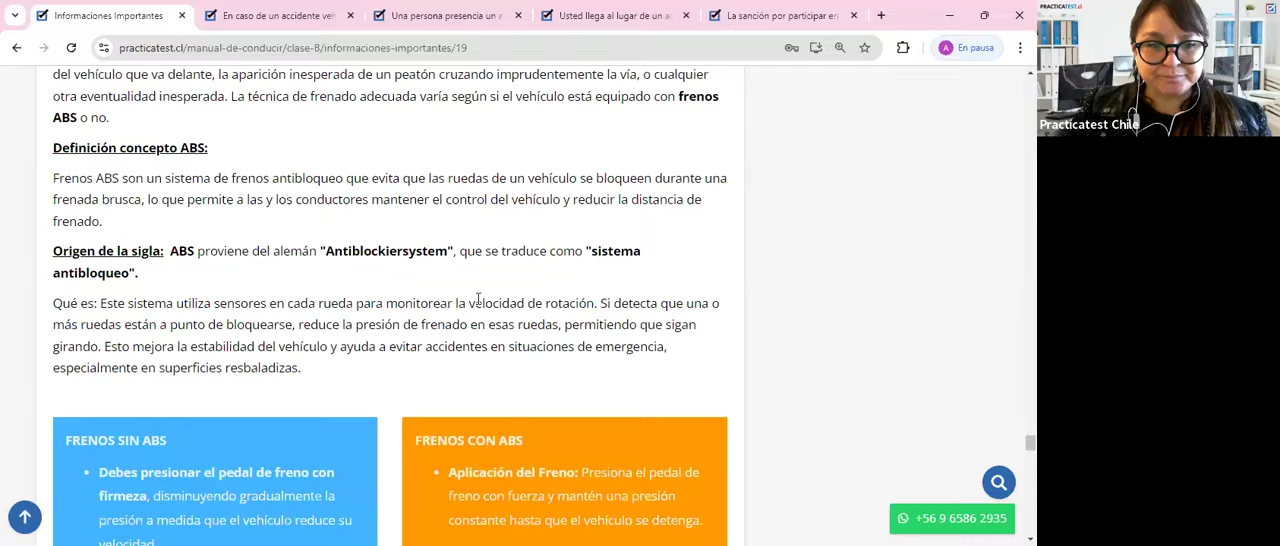 Informaciones Importantes
En caso de un accidente veh
Una persona presencia un a
Usted llega al lugar de un ac
La sanción por participar en
practicatest.cl/manual-de-conducir/clase-B/informaciones-importantes/19
A En pausa
del vehículo que va delante, la aparición inesperada de un peatón cruzando imprudentemente la vía, o cualquier
otra eventualidad inesperada. La técnica de frenado adecuada varía según si el vehículo está equipado con frenos
ABS o no.
Definición concepto ABS:
Frenos ABS son un sistema de frenos antibloqueo que evita que las ruedas de un vehículo se bloqueen durante una
frenada brusca, lo que permite a las y los conductores mantener el control del vehículo y reducir la distancia de
frenado.
Origen de la sigla: ABS proviene del alemán "Antiblockiersystem", que se traduce como "sistema
antibloqueo".
Qué es: Este sistema utiliza sensores en cada rueda para monitorear la velocidad de rotación. Si detecta que una o
más ruedas están a punto de bloquearse, reduce la presión de frenado en esas ruedas, permitiendo que sigan
girando. Esto mejora la estabilidad del vehículo y ayuda a evitar accidentes en situaciones de emergencia,
especialmente en superficies resbaladizas.
FRENOS SIN ABS
• Debes presionar el pedal de freno con
firmeza, disminuyendo gradualmente la
presión a medida que el vehículo reduce su
velocidad.
FRENOS CON ABS
• Aplicación del Freno: Presiona el pedal de
freno con fuerza y mantén una presión
constante hasta que el vehículo se detenga.
+56 9 6586 2935
PRACTICATEST.CL
Practicatest Chile